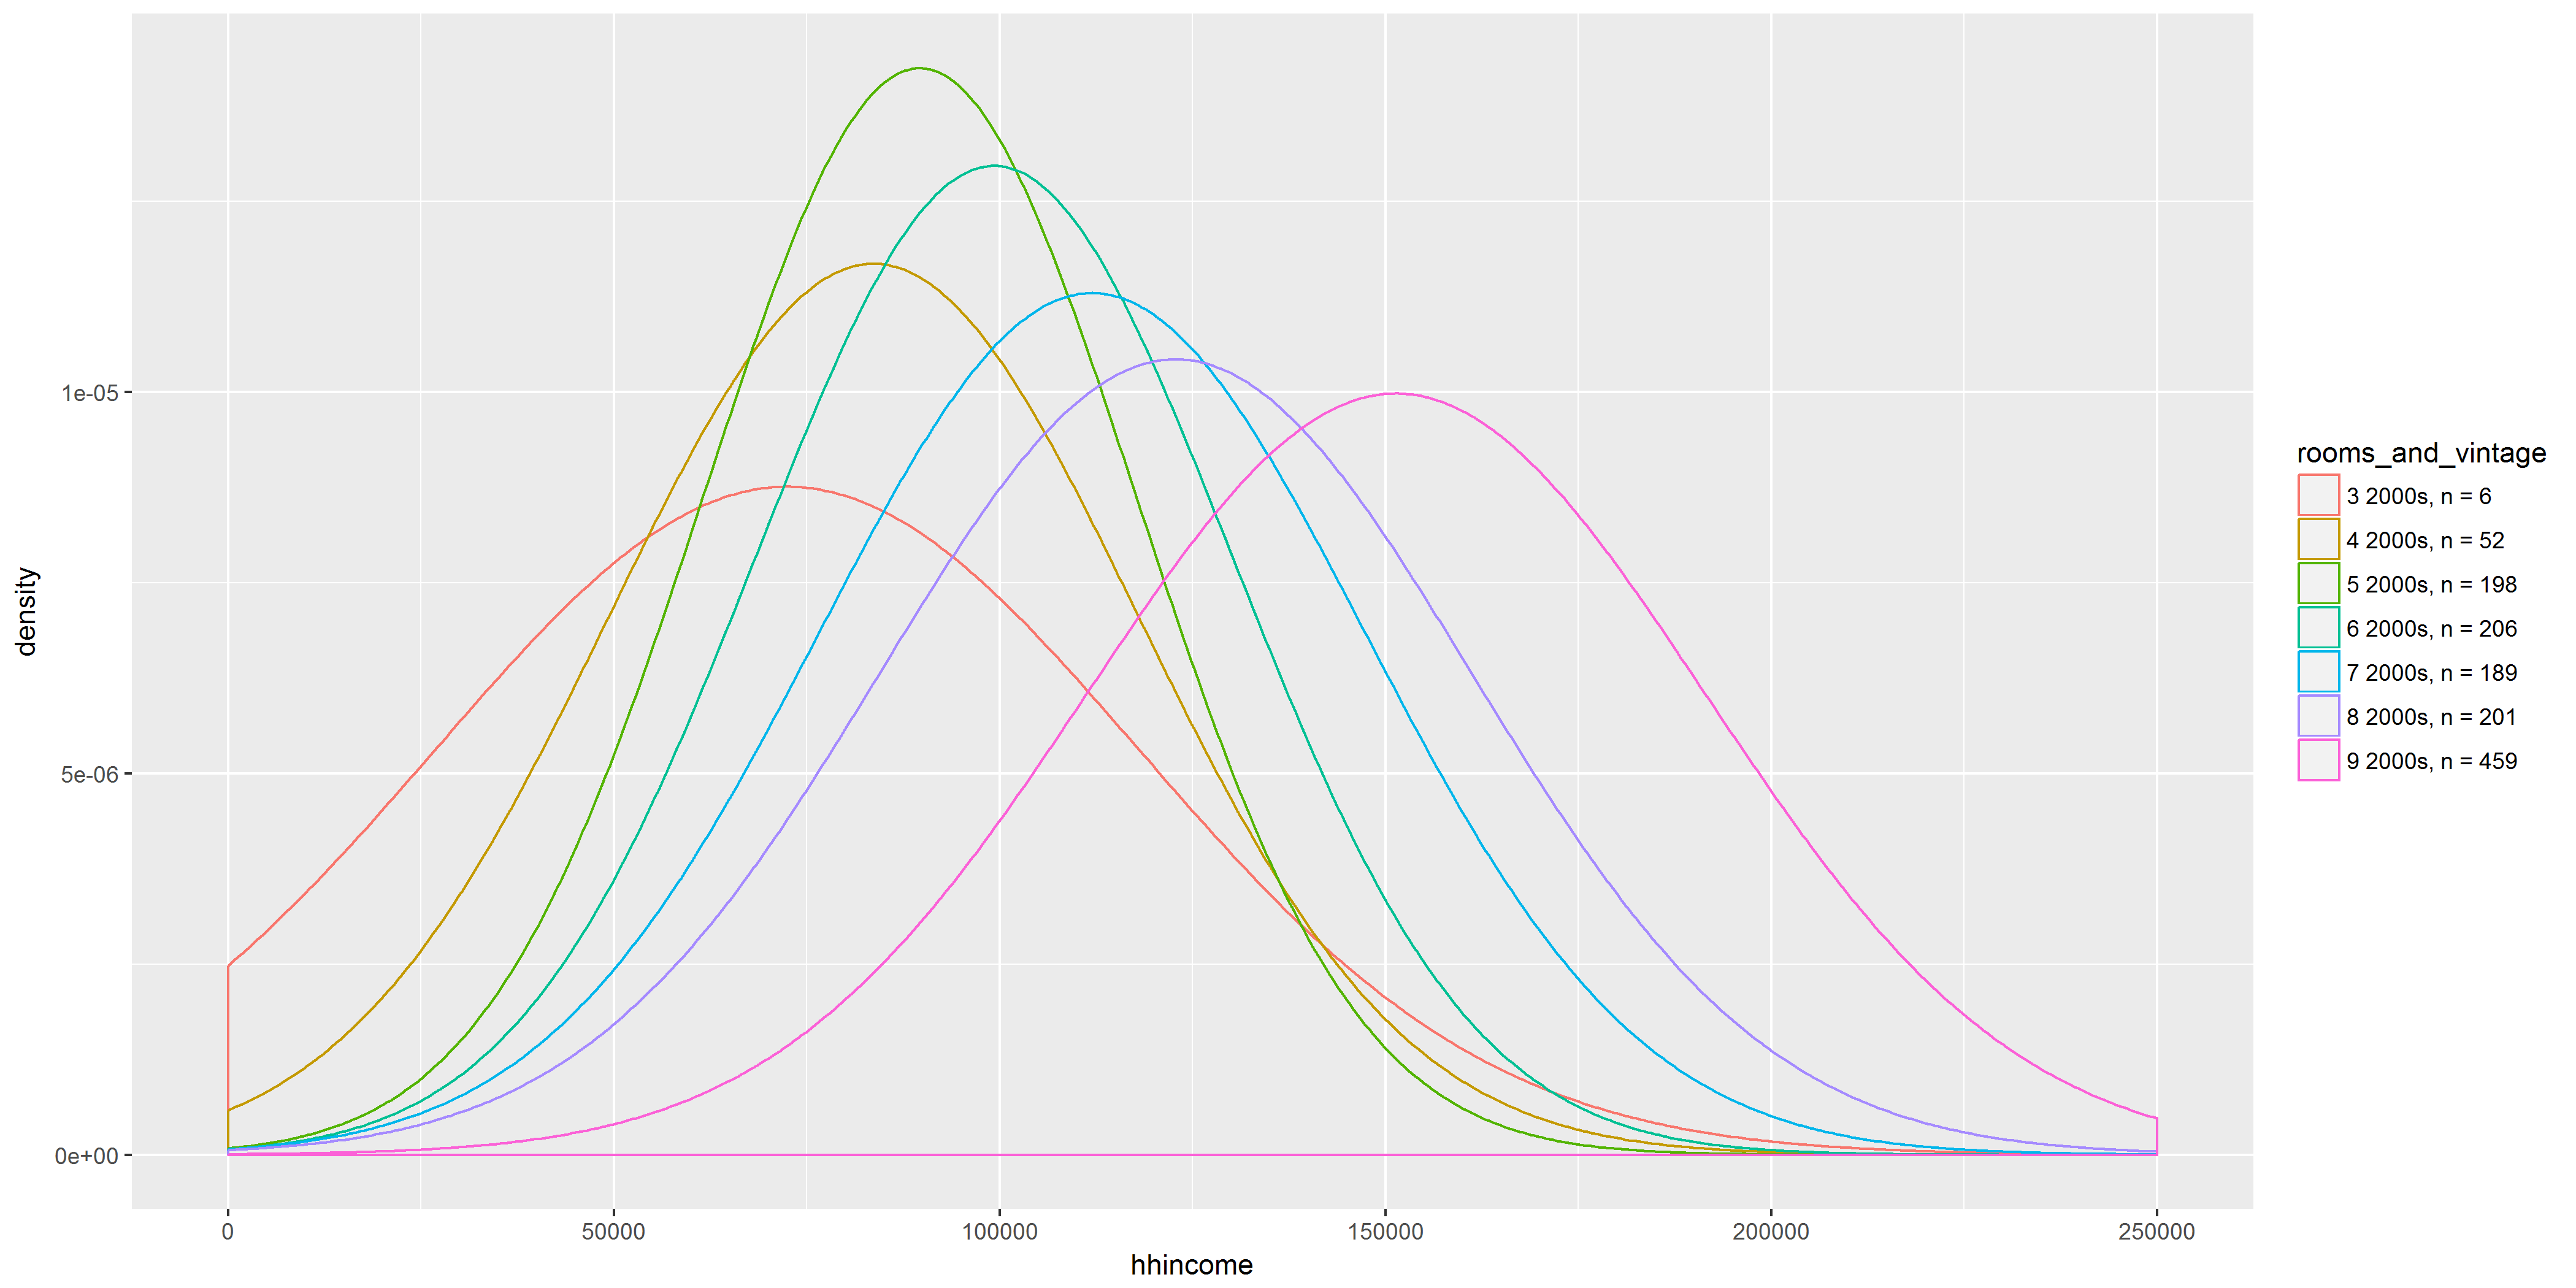 density
1e-05
5e-06
0e+00
0
50000
100000
150000
200000
250000
hhincome
rooms_and_vintage
3 2000s, n = 6
4 2000s, n = 52
5 2000s, n = 198
6 2000s, n = 206
7 2000s, n = 189
8 2000s, n = 201
9 2000s, n = 459